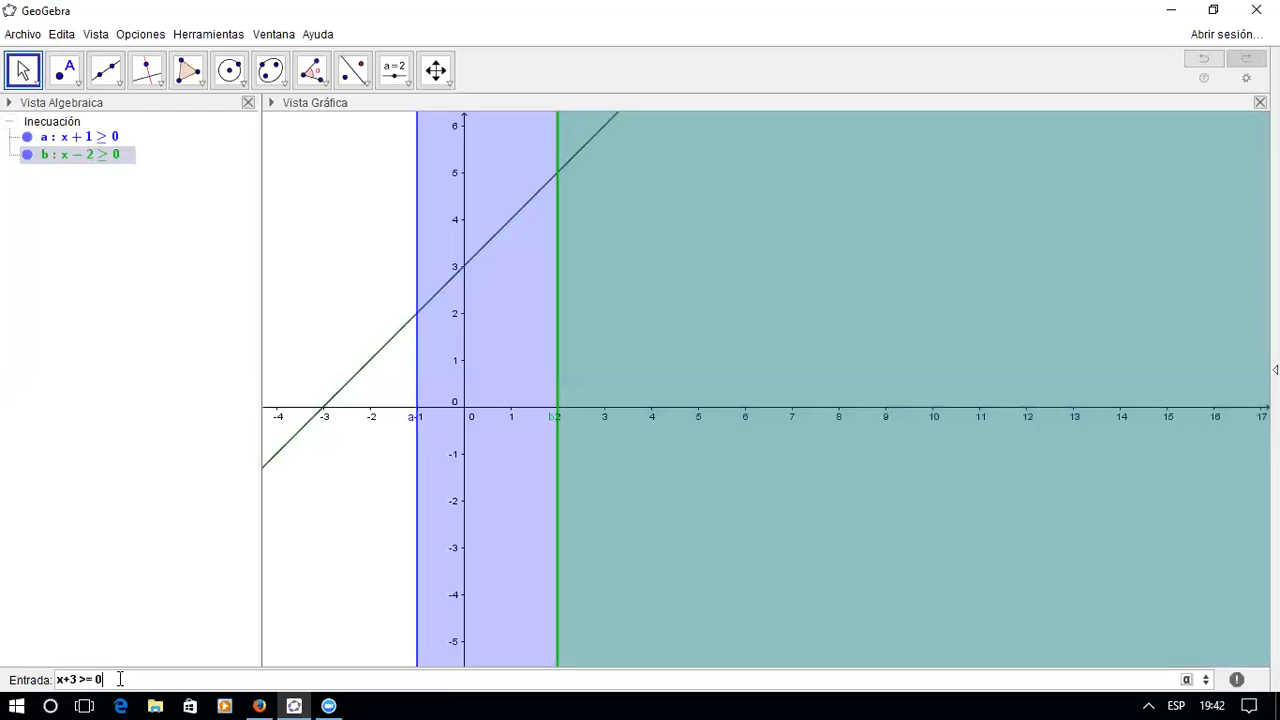 GeoGebra
Archivo Edita Vista Opciones Herramientas Ventana Ayuda
Abrir sesión...
A
a = 2
Vista Algebraica
Vista Gráfica
Inecuación
a : x + 1 ≥ 0
b : x − 2 ≥ 0
6
5
4
3
2
1
0
-4 -3 -2 a -1 0 1 b 2 3 4 5 6 7 8 9 10 11 12 13 14 15 16 17
-1
-2
-3
-4
-5
Entrada: x+3 >= 0
α
ESP 19:42